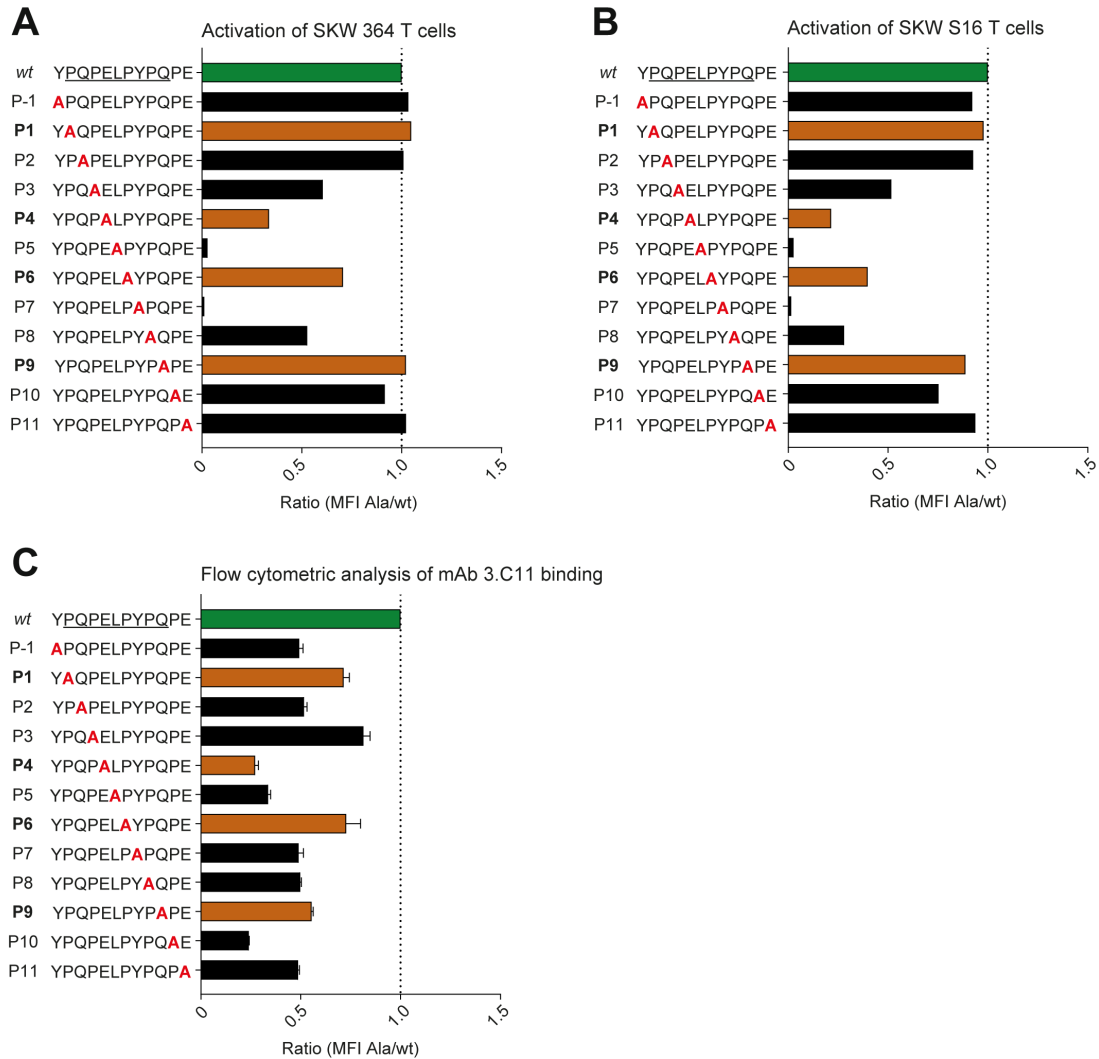 A
Activation of SKW 364 T cells
wt YPQPELPYPQPE
P-1 APQPELPYPQPE
P1 YAQPELPYPQPE
P2 YPAPELPYPQPE
P3 YPQAELPYPQPE
P4 YPQPALPYPQPE
P5 YPQPEAPYPQPE
P6 YPQPELAYPQPE
P7 YPQPELPAPQPE
P8 YPQPELPYAQPE
P9 YPQPELPYPAPE
P10 YPQPELPYPQAE
P11 YPQPELPYPQPA
0 0.5 1.0 1.5
Ratio (MFI Ala/wt)
B
Activation of SKW S16 T cells
wt YPQPELPYPQPE
P-1 APQPELPYPQPE
P1 YAQPELPYPQPE
P2 YPAPELPYPQPE
P3 YPQAELPYPQPE
P4 YPQPALPYPQPE
P5 YPQPEAPYPQPE
P6 YPQPELAYPQPE
P7 YPQPELPAPQPE
P8 YPQPELPYAQPE
P9 YPQPELPYPAPE
P10 YPQPELPYPQAE
P11 YPQPELPYPQPA
0 0.5 1.0 1.5
Ratio (MFI Ala/wt)
C
Flow cytometric analysis of mAb 3.C11 binding
wt YPQPELPYPQPE
P-1 APQPELPYPQPE
P1 YAQPELPYPQPE
P2 YPAPELPYPQPE
P3 YPQAELPYPQPE
P4 YPQPALPYPQPE
P5 YPQPEAPYPQPE
P6 YPQPELAYPQPE
P7 YPQPELPAPQPE
P8 YPQPELPYAQPE
P9 YPQPELPYPAPE
P10 YPQPELPYPQAE
P11 YPQPELPYPQPA
0 0.5 1.0 1.5
Ratio (MFI Ala/wt)